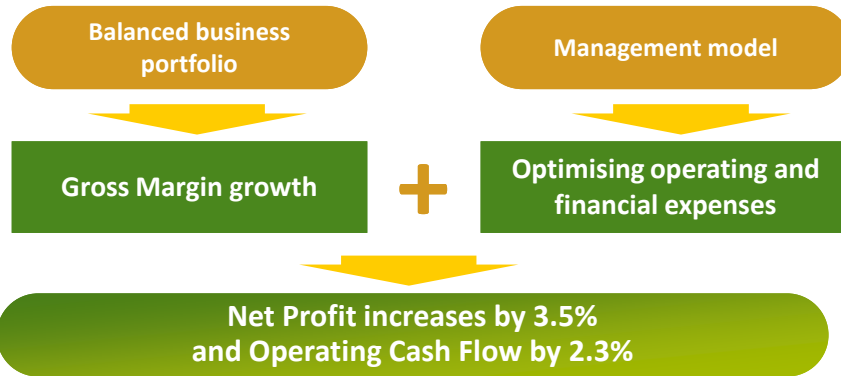 Balanced business
portfolio
Management model
Gross Margin growth
+
Optimising operating and
financial expenses
Net Profit increases by 3.5%
and Operating Cash Flow by 2.3%